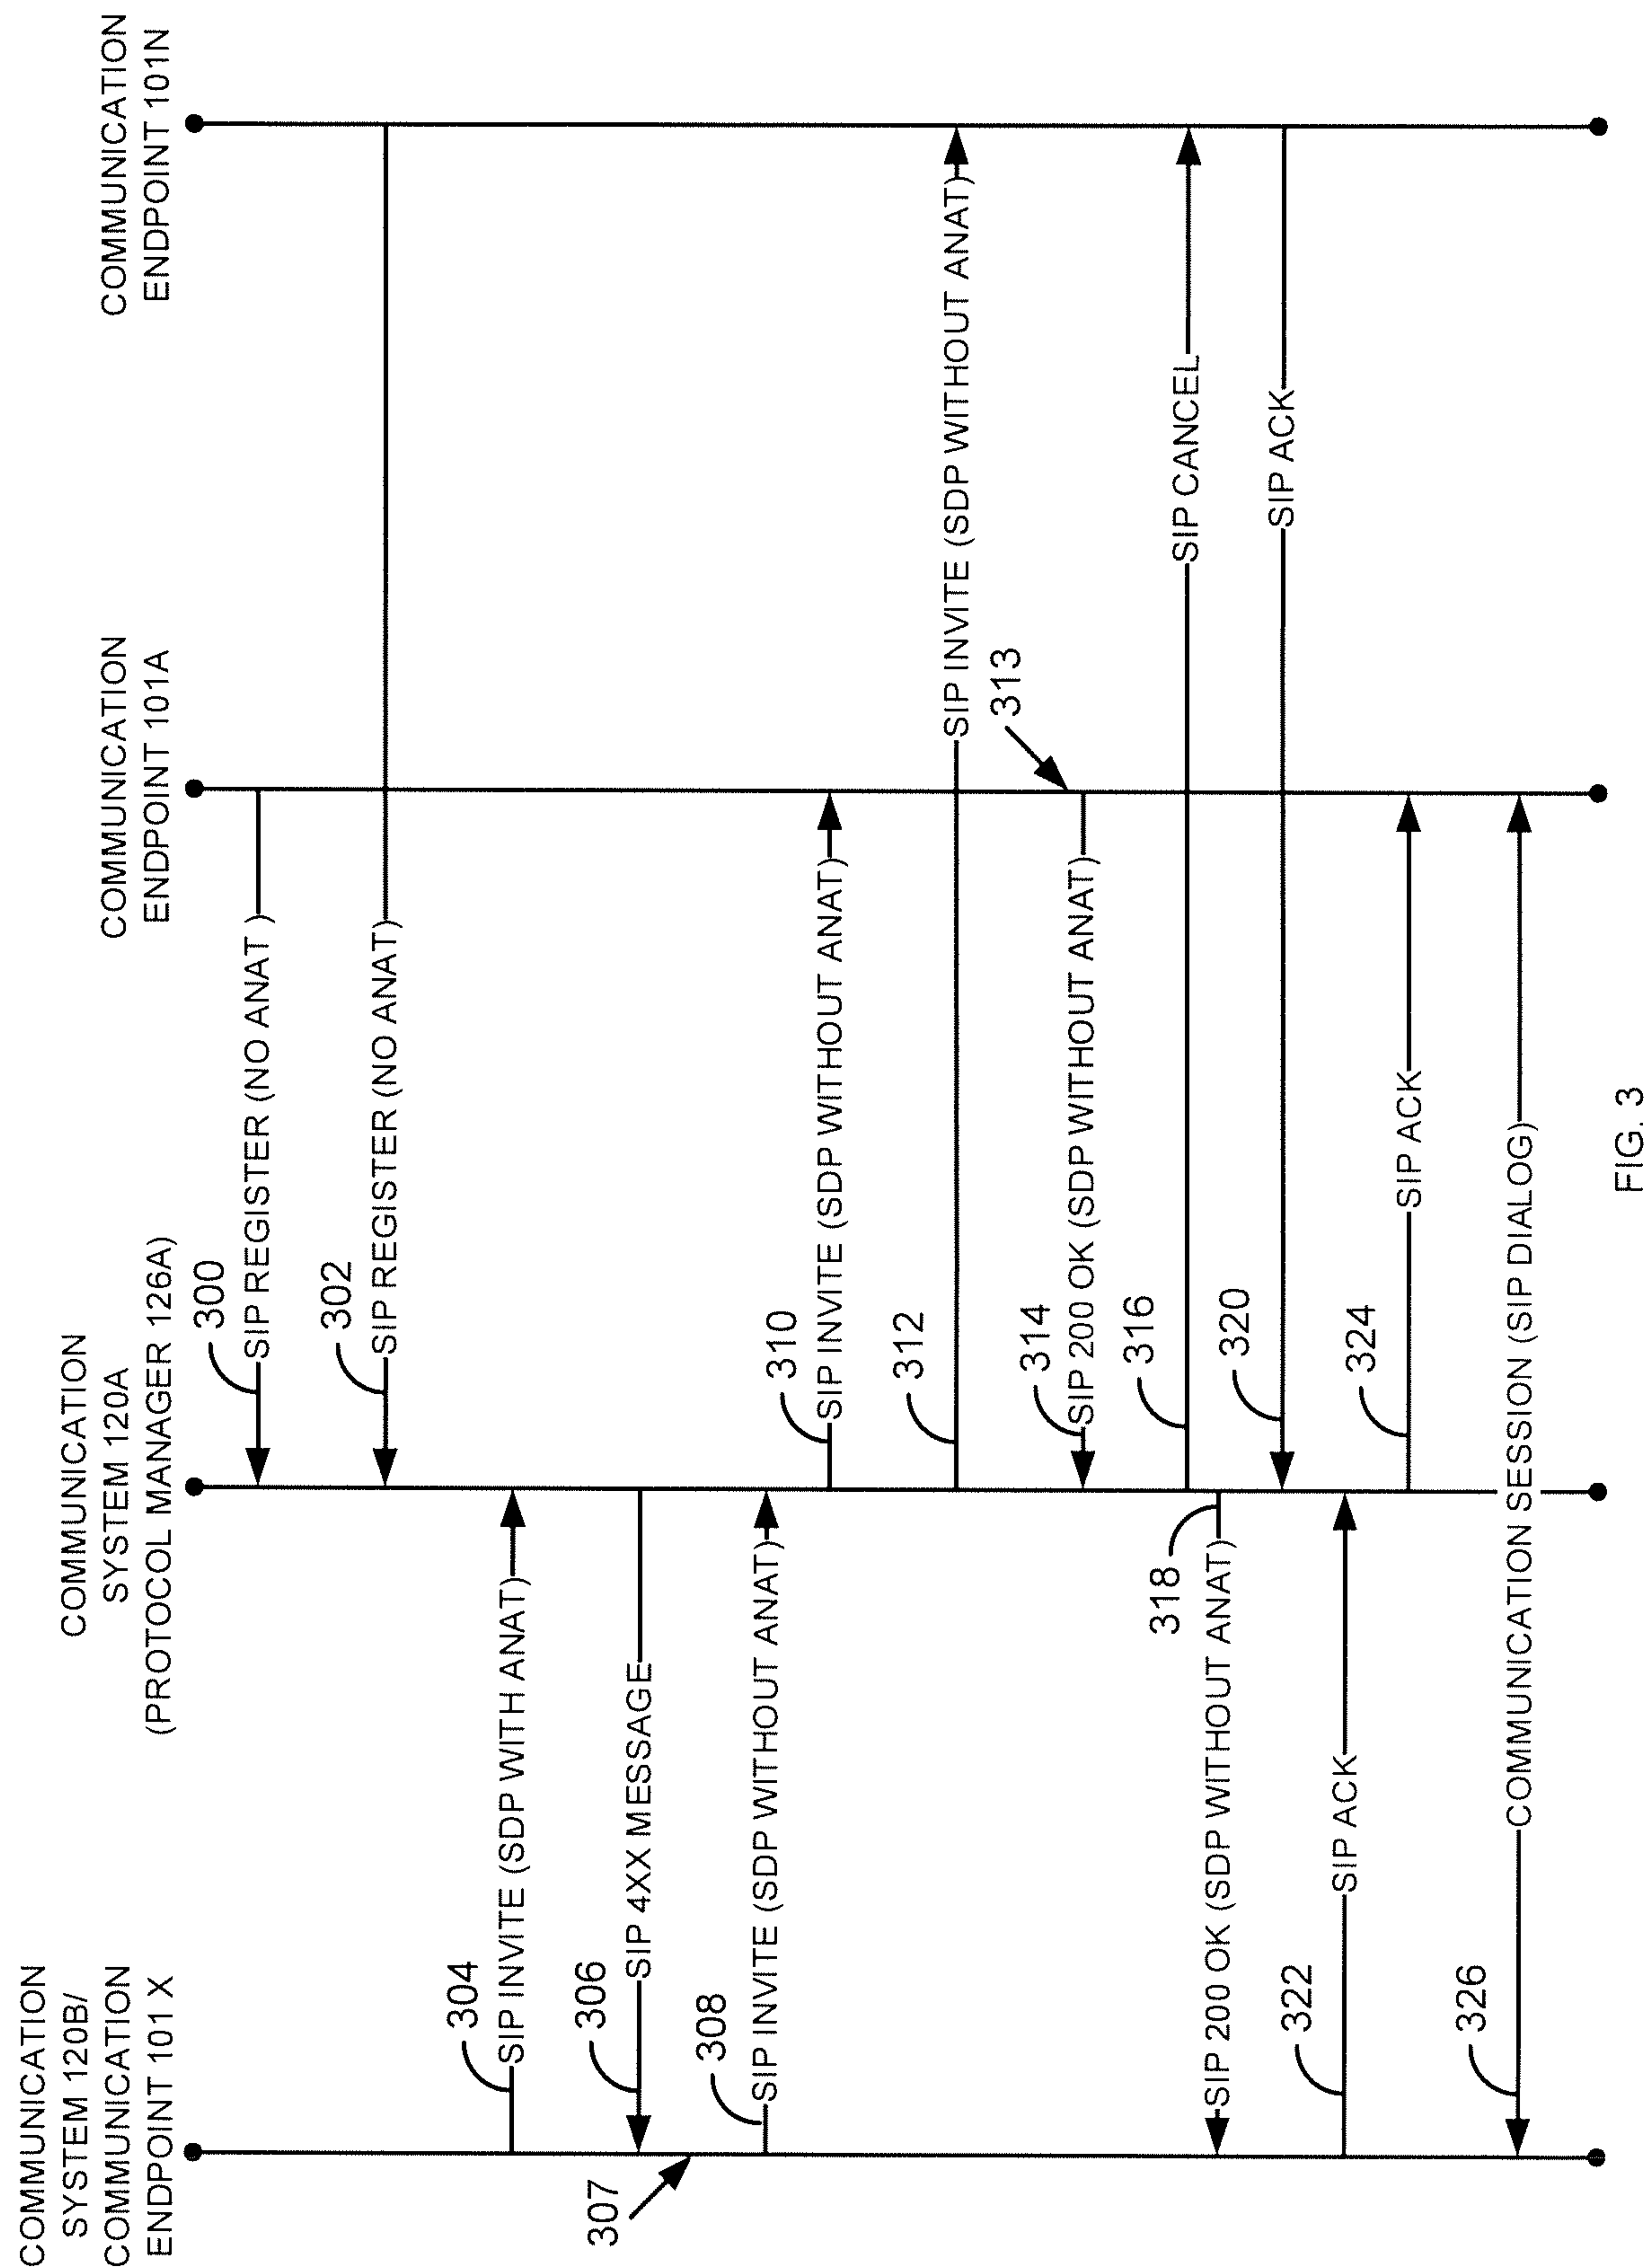 COMMUNICATION
SYSTEM 120B/
COMMUNICATION
ENDPOINT 101 X
COMMUNICATION
SYSTEM 120A
(PROTOCOL MANAGER 126A)
COMMUNICATION
ENDPOINT 101A
COMMUNICATION
ENDPOINT 101N
300
SIP REGISTER (NO ANAT )
302
SIP REGISTER (NO ANAT)
304
SIP INVITE (SDP WITH ANAT)
306
SIP 4XX MESSAGE
307
308
SIP INVITE (SDP WITHOUT ANAT)
310
SIP INVITE (SDP WITHOUT ANAT)
312
SIP INVITE (SDP WITHOUT ANAT)
313
314
SIP 200 OK (SDP WITHOUT ANAT)
316
SIP CANCEL
318
SIP 200 OK (SDP WITHOUT ANAT)
320
SIP ACK
322
SIP ACK
324
SIP ACK
326
COMMUNICATION SESSION (SIP DIALOG)
FIG. 3